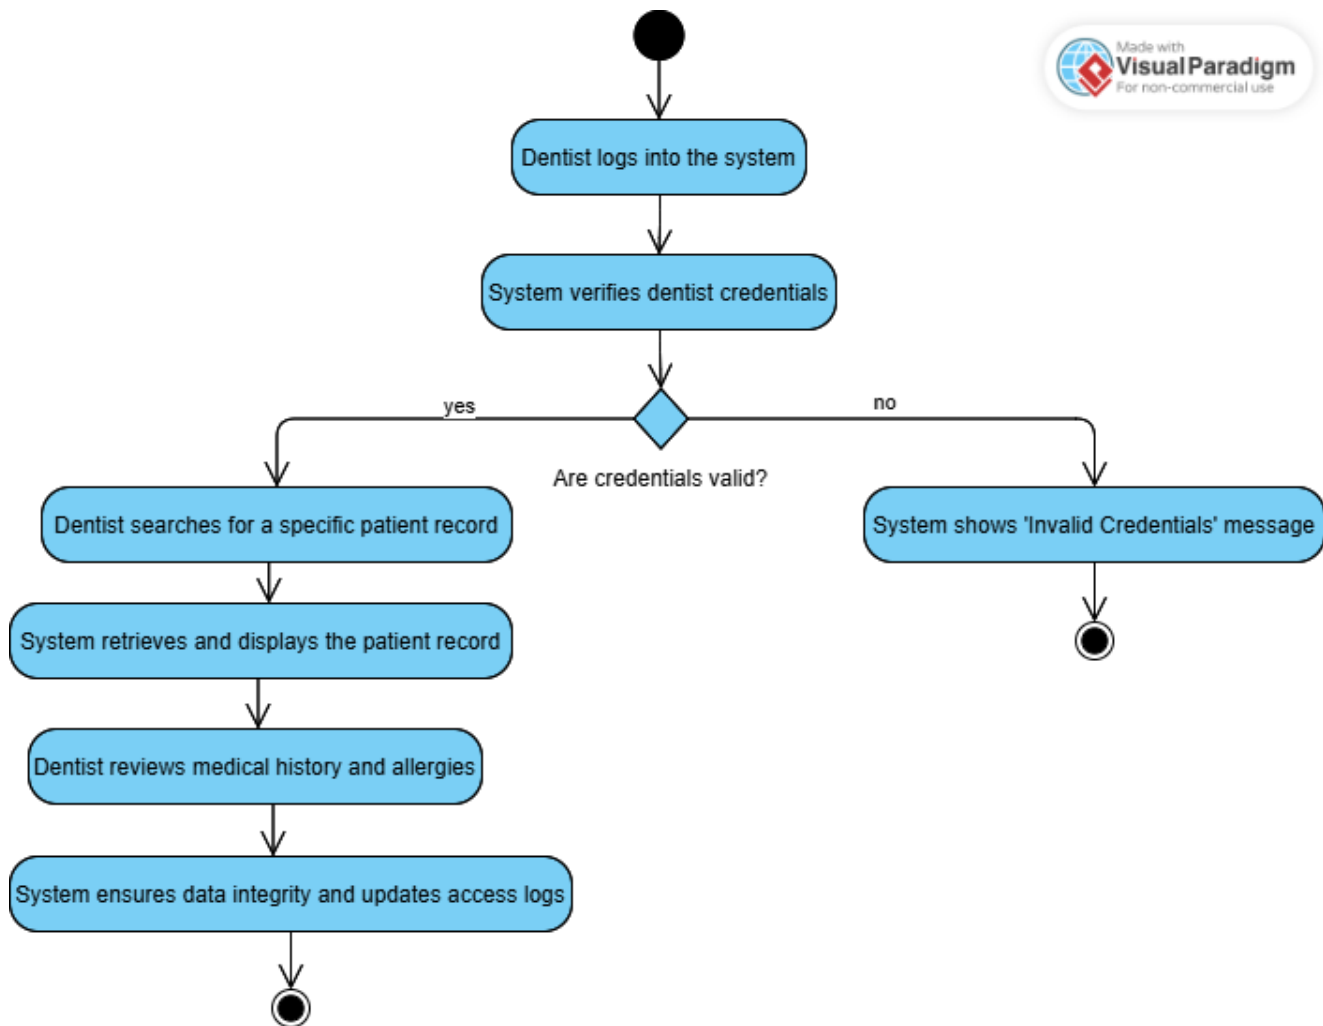 Made with
Visual Paradigm
For non-commercial use
Dentist logs into the system
System verifies dentist credentials
yes
no
Are credentials valid?
Dentist searches for a specific patient record
System shows 'Invalid Credentials' message
System retrieves and displays the patient record
Dentist reviews medical history and allergies
System ensures data integrity and updates access logs